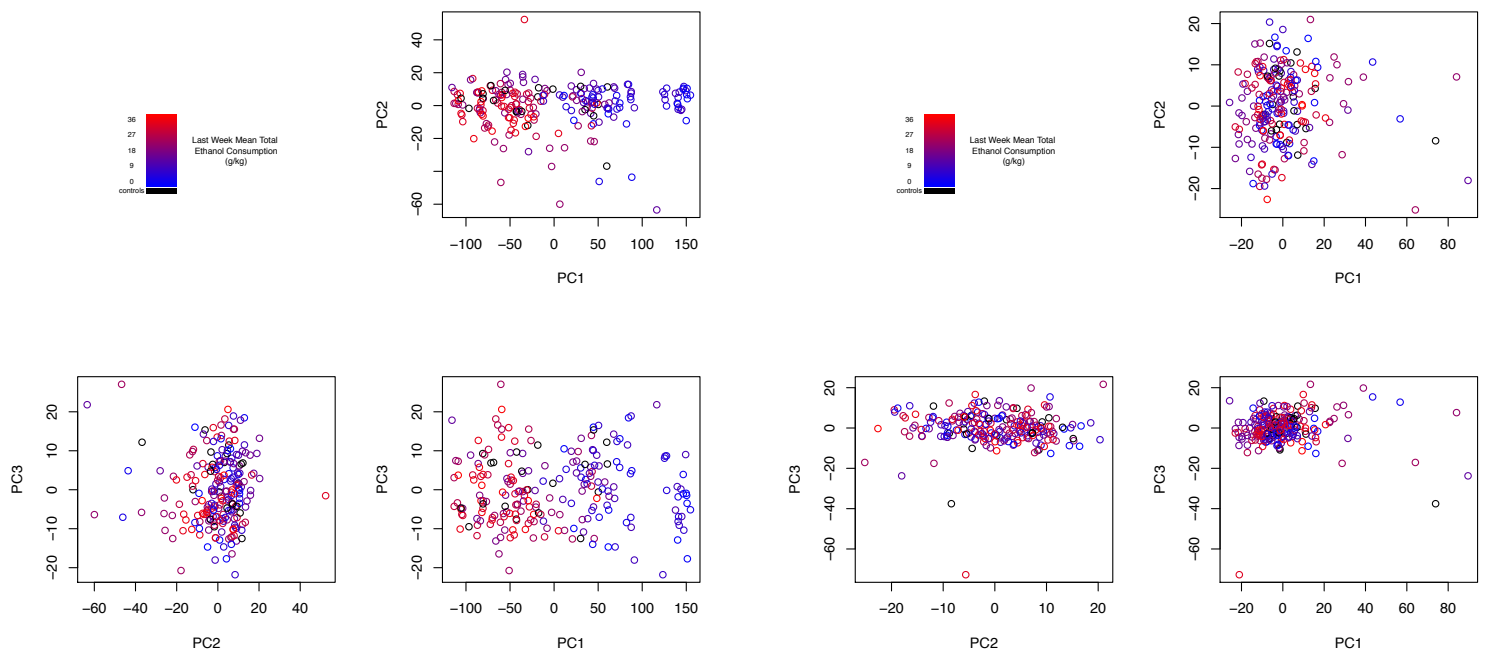 40
20
0
−20
−60
PC2
−100 −50 0 50 100 150
PC1
36
27
18
9
0
controls
Last Week Mean Total
Ethanol Consumption
(g/kg)
20
10
0
−10
−20
PC2
−20 0 20 40 60 80
PC1
36
27
18
9
0
controls
Last Week Mean Total
Ethanol Consumption
(g/kg)
20
10
0
−10
−20
PC3
−60 −20 0 20 40
PC2
20
10
0
−10
−20
PC3
−100 −50 0 50 100 150
PC1
20
0
−20
−40
−60
PC3
−20 −10 0 10 20
PC2
20
0
−20
−40
−60
PC3
−20 0 20 40 60 80
PC1